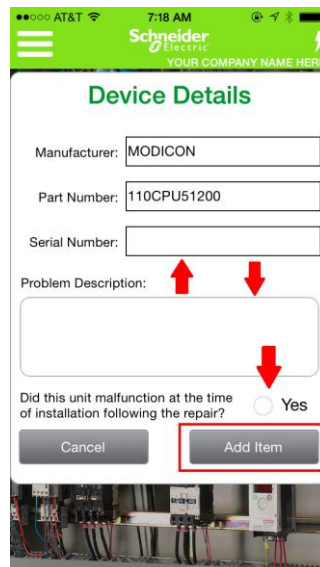 AT&T
7:18 AM
Schneider
Electric
YOUR COMPANY NAME HERE
Device Details
Manufacturer: MODICON
Part Number: 110CPU51200
Serial Number:
Problem Description:
Did this unit malfunction at the time
of installation following the repair?
Yes
Cancel
Add Item